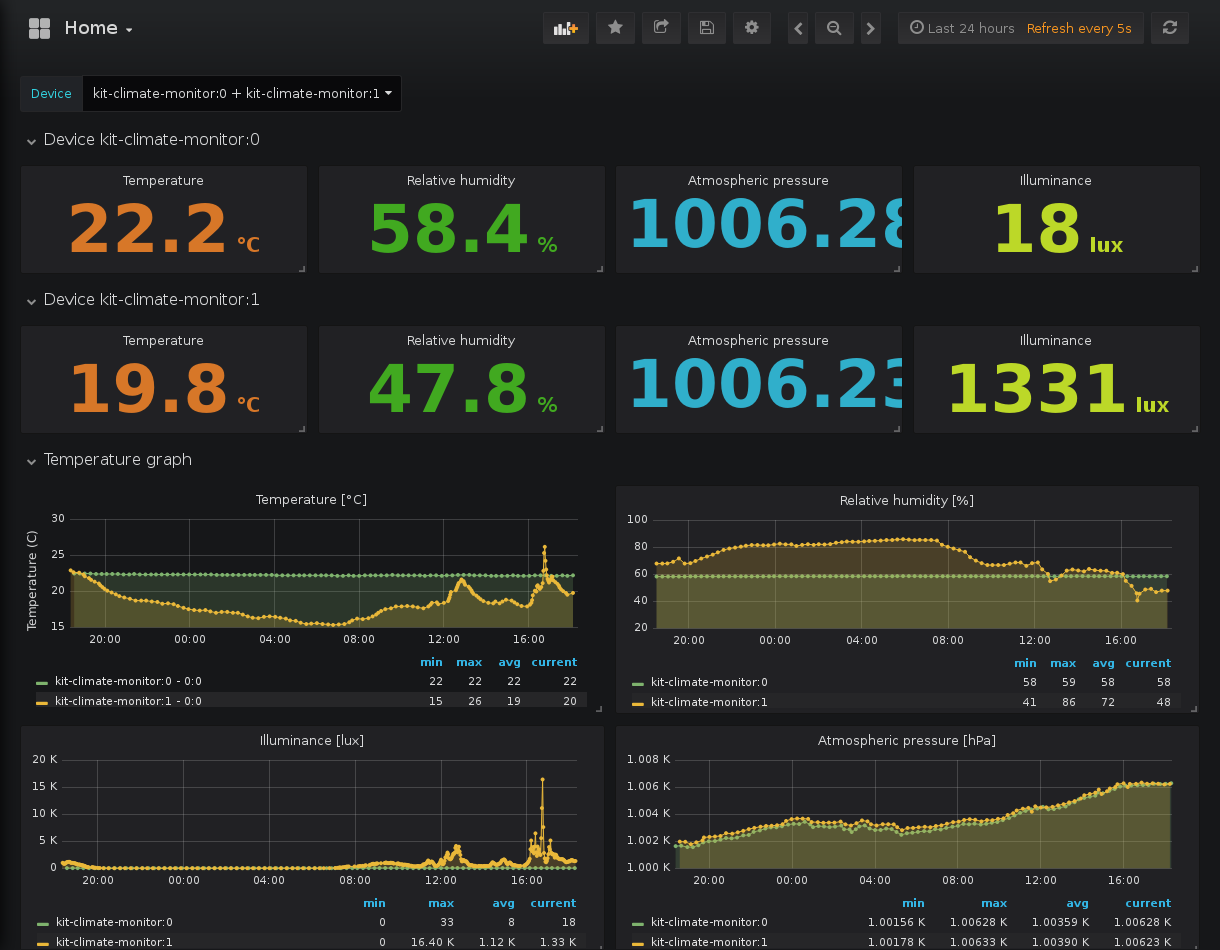 Home
Last 24 hours Refresh every 5s
Device kit-climate-monitor:0 + kit-climate-monitor:1
Device kit-climate-monitor:0
Temperature Relative humidity Atmospheric pressure Illuminance
22.2 °C 58.4 % 1006.28 18 lux
Device kit-climate-monitor:1
Temperature Relative humidity Atmospheric pressure Illuminance
19.8 °C 47.8 % 1006.23 1331 lux
Temperature graph
Temperature [°C]
Temperature (C)
30
25
20
15
20:00 00:00 04:00 08:00 12:00 16:00
min max avg current
kit-climate-monitor:0 - 0:0 22 22 22 22
kit-climate-monitor:1 - 0:0 15 26 19 20
Relative humidity [%]
100
80
60
40
20
20:00 00:00 04:00 08:00 12:00 16:00
min max avg current
kit-climate-monitor:0 58 59 58 58
kit-climate-monitor:1 41 86 72 48
Illuminance [lux]
20 K
15 K
10 K
5 K
0
20:00 00:00 04:00 08:00 12:00 16:00
min max avg current
kit-climate-monitor:0 0 33 8 18
kit-climate-monitor:1 0 16.40 K 1.12 K 1.33 K
Atmospheric pressure [hPa]
1.008 K
1.006 K
1.004 K
1.002 K
1.000 K
20:00 00:00 04:00 08:00 12:00 16:00
min max avg current
kit-climate-monitor:0 1.00156 K 1.00628 K 1.00359 K 1.00628 K
kit-climate-monitor:1 1.00178 K 1.00633 K 1.00390 K 1.00623 K